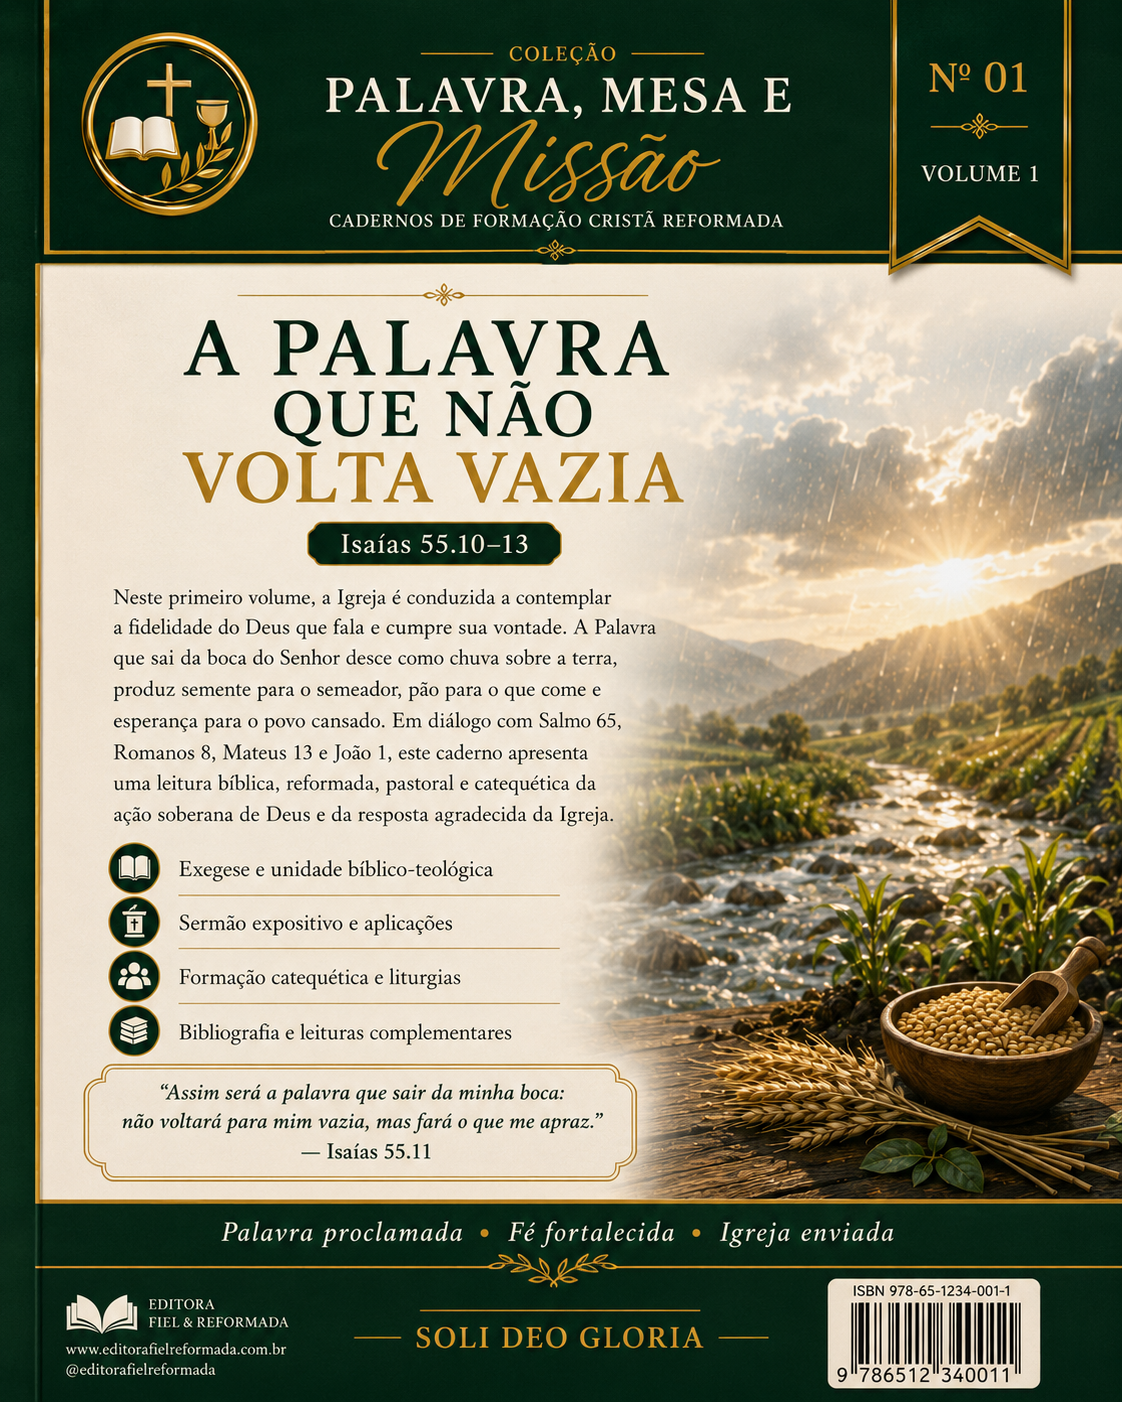 COLEÇÃO
PALAVRA, MESA E
Missão
CADERNOS DE FORMAÇÃO CRISTÃ REFORMADA
Nº 01
VOLUME 1
A PALAVRA
QUE NÃO
VOLTA VAZIA
Isaías 55.10–13
Neste primeiro volume, a Igreja é conduzida a contemplar
a fidelidade do Deus que fala e cumpre sua vontade. A Palavra
que sai da boca do Senhor desce como chuva sobre a terra,
produz semente para o semeador, pão para o que come e
esperança para o povo cansado. Em diálogo com Salmo 65,
Romanos 8, Mateus 13 e João 1, este caderno apresenta
uma leitura bíblica, reformada, pastoral e catequética da
ação soberana de Deus e da resposta agradecida da Igreja.
Exegese e unidade bíblico-teológica
Sermão expositivo e aplicações
Formação catequética e liturgias
Bibliografia e leituras complementares
“Assim será a palavra que sair da minha boca:
não voltará para mim vazia, mas fará o que me apraz.”
— Isaías 55.11
Palavra proclamada • Fé fortalecida • Igreja enviada
EDITORA
FIEL & REFORMADA
www.editorafielreformada.com.br
@editorafielreformada
SOLI DEO GLORIA
ISBN 978-65-1234-001-1
9 786512 340011